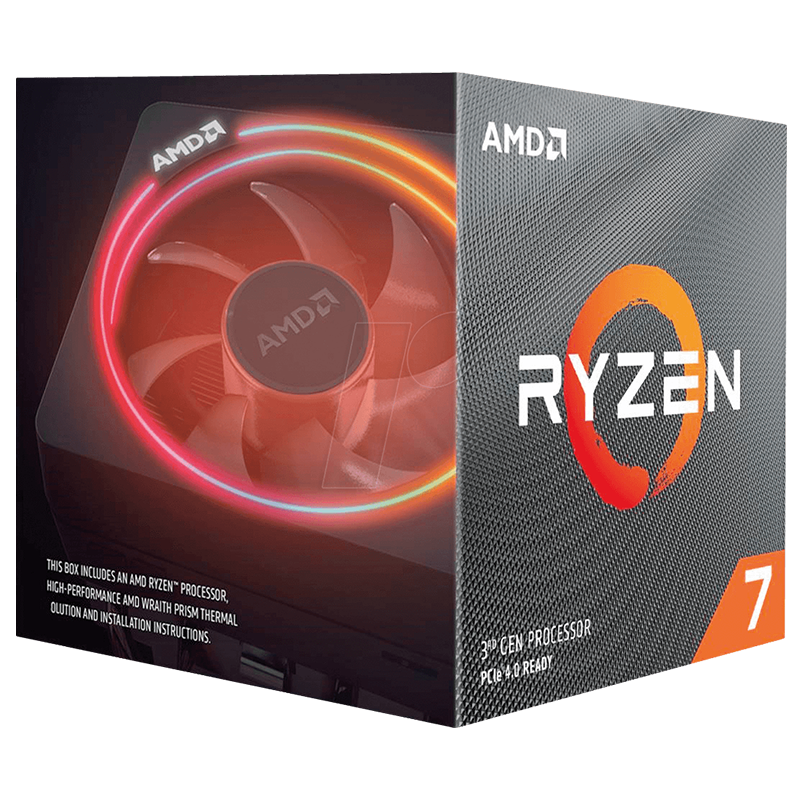 AMD
AMD
THIS BOX INCLUDES AN AMD RYZEN™ PROCESSOR,
HIGH-PERFORMANCE AMD WRAITH PRISM THERMAL
OLUTION AND INSTALLATION INSTRUCTIONS.
AMD
RYZEN
7
3RD GEN PROCESSOR
PCIe 4.0 READY